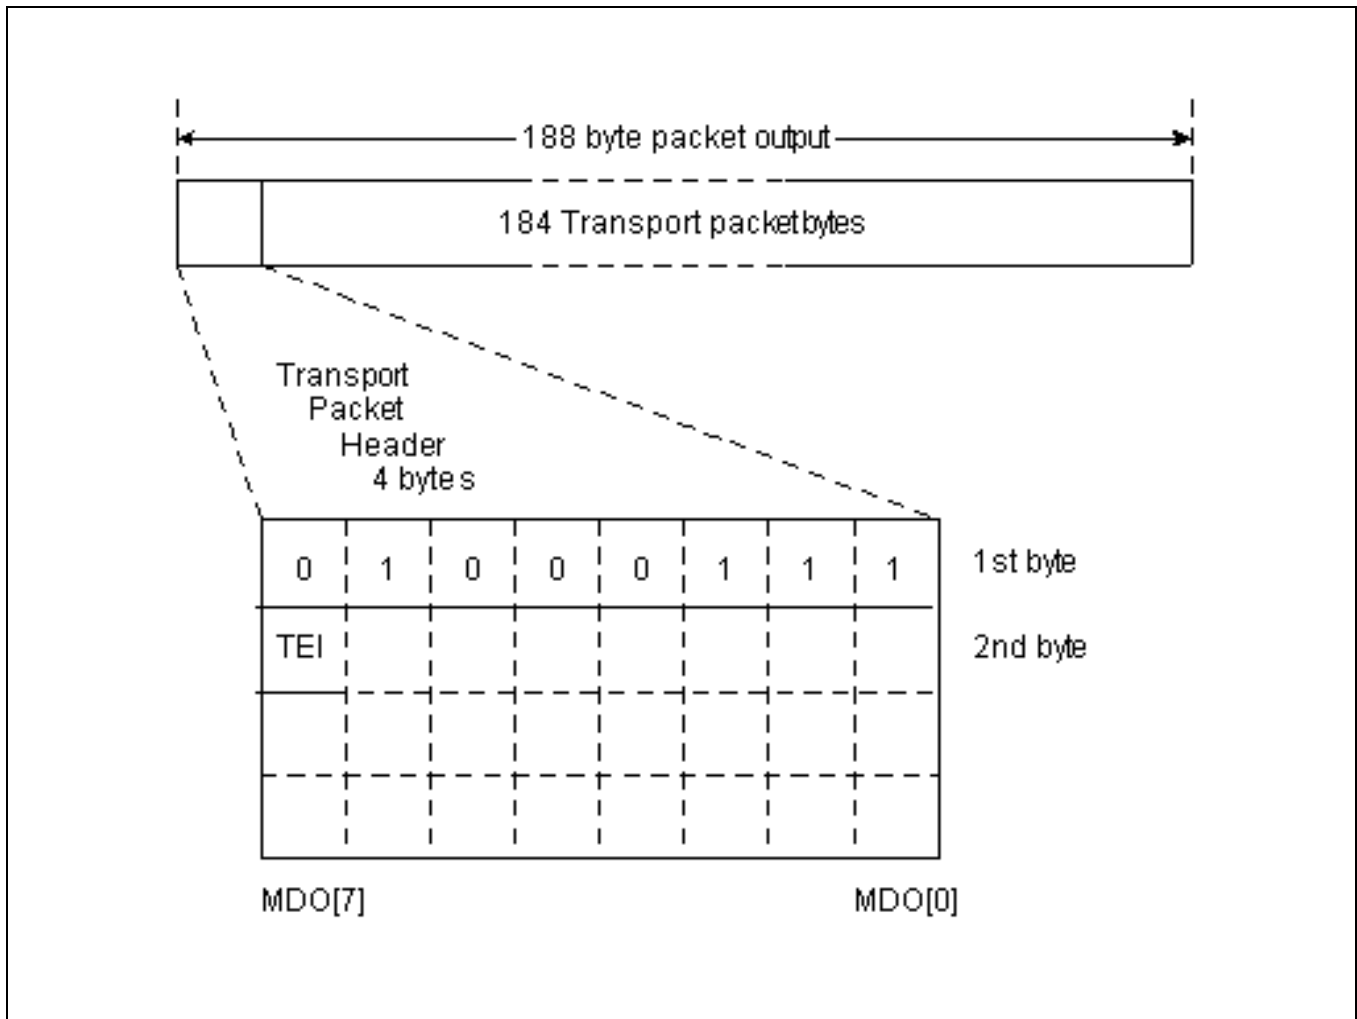 188 byte packet output
184 Transport packetbytes
Transport
Packet
Header
4 bytes
0 1 0 0 0 1 1 1 1st byte
TEI 2nd byte
MDO[7] MDO[0]